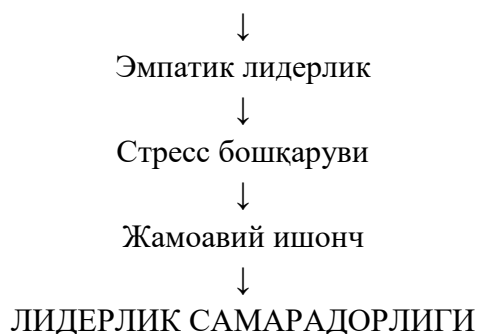 ↓
Эмпатик лидерлик
↓
Стресс бошқаруви
↓
Жамоавий ишонч
↓
ЛИДЕРЛИК САМАРАДОРЛИГИ